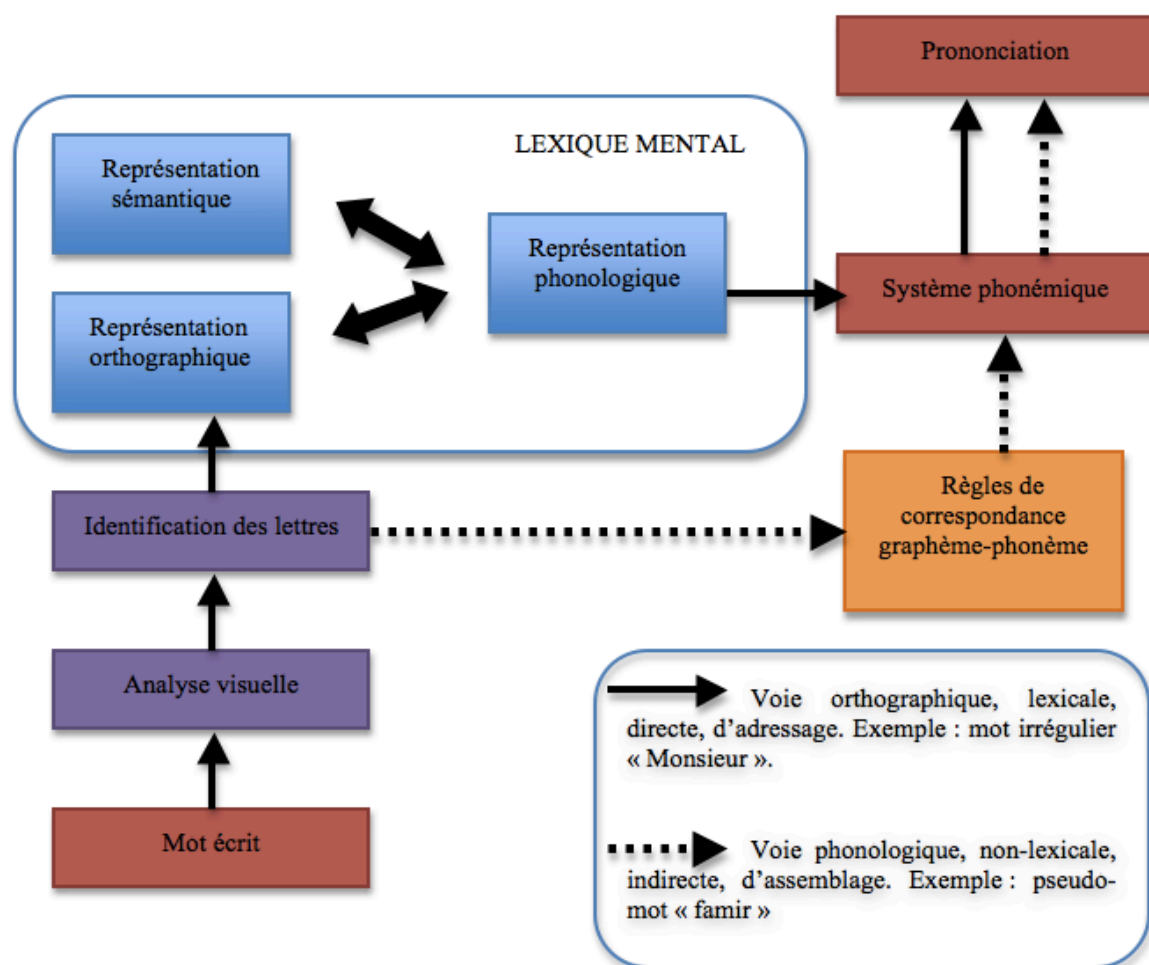 Prononciation
LEXIQUE MENTAL
Représentation
sémantique
Représentation
phonologique
Système phonémique
Représentation
orthographique
Identification des lettres
Règles de
correspondance
graphème-phonème
Analyse visuelle
Mot écrit
Voie orthographique, lexicale,
directe, d’adressage. Exemple : mot irrégulier
« Monsieur ».
Voie phonologique, non-lexicale,
indirecte, d’assemblage. Exemple : pseudo-
mot « famir »